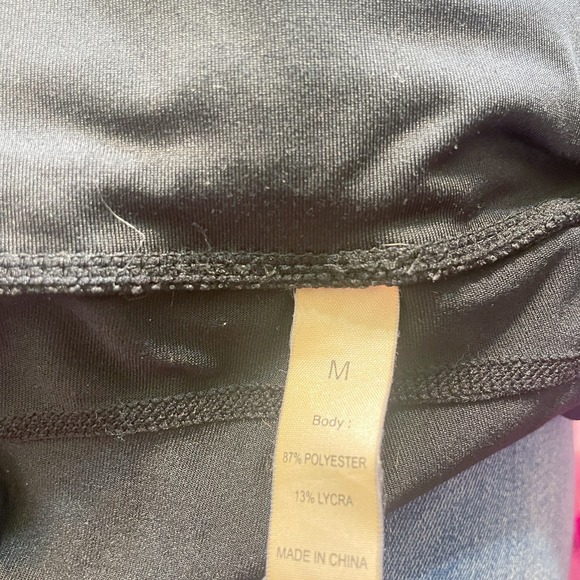 M
Body :
87% POLYESTER
13% LYCRA
MADE IN CHINA